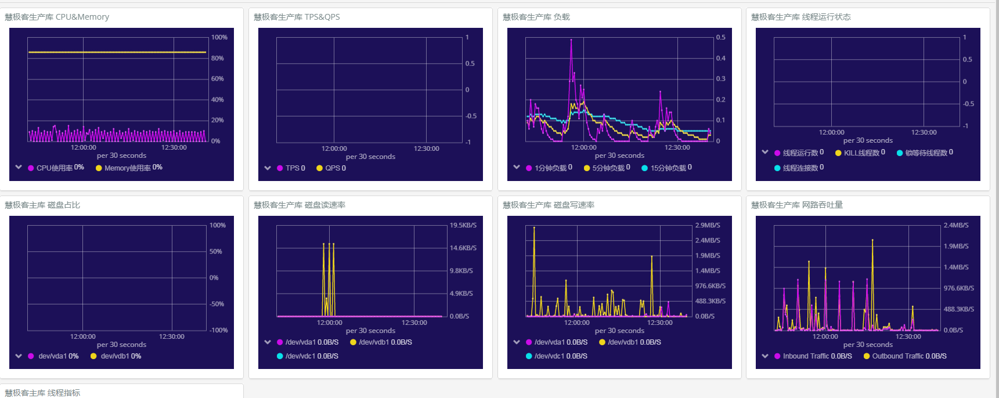 慧极客生产库 CPU&Memory
100%
80%
60%
40%
20%
0%
12:00:00 12:30:00
per 30 seconds
CPU使用率 0% Memory使用率 0%
慧极客生产库 TPS&QPS
1
0.5
0
-0.5
-1
12:00:00 12:30:00
per 30 seconds
TPS 0 QPS 0
慧极客生产库 负载
0.5
0.4
0.3
0.2
0.1
0
12:00:00 12:30:00
per 30 seconds
1分钟负载 0 5分钟负载 0 15分钟负载 0
慧极客生产库 线程运行状态
1
0.5
0
-0.5
-1
12:00:00 12:30:00
per 30 seconds
线程运行数 0 KILL线程数 0 锁等待线程数 0
线程连接数 0
慧极客主库 磁盘占比
100%
50%
0%
-50%
-100%
12:00:00 12:30:00
per 30 seconds
dev/vda1 0% dev/vdb1 0%
慧极客生产库 磁盘读速率
19.5KB/S
14.6KB/S
9.8KB/S
4.9KB/S
0.0B/S
12:00:00 12:30:00
per 30 seconds
/dev/vda1 0.0B/S /dev/vdb1 0.0B/S
/dev/vdc1 0.0B/S
慧极客生产库 磁盘写速率
2.9MB/S
2.4MB/S
1.9MB/S
1.4MB/S
976.6KB/S
488.3KB/S
0.0B/S
12:00:00 12:30:00
per 30 seconds
/dev/vda1 0.0B/S /dev/vdb1 0.0B/S
/dev/vdc1 0.0B/S
慧极客生产库 网路吞吐量
2.4MB/S
1.9MB/S
1.4MB/S
976.6KB/S
488.3KB/S
0.0B/S
12:00:00 12:30:00
per 30 seconds
Inbound Traffic 0.0B/S Outbound Traffic 0.0B/S
慧极客主库 线程指标